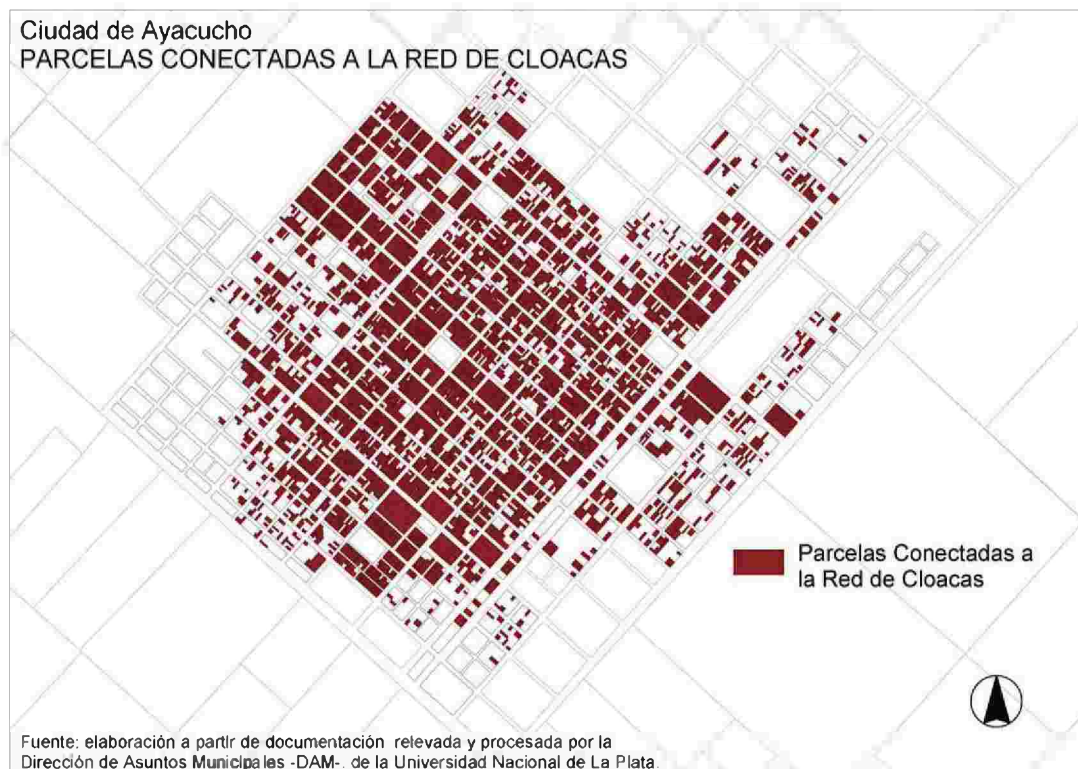 Ciudad de Ayacucho
PARCELAS CONECTADAS A LA RED DE CLOACAS
Parcelas Conectadas a
la Red de Cloacas
Fuente: elaboración a partir de documentación relevada y procesada por la
Dirección de Asuntos Municipales -DAM-. de la Universidad Nacional de La Plata.